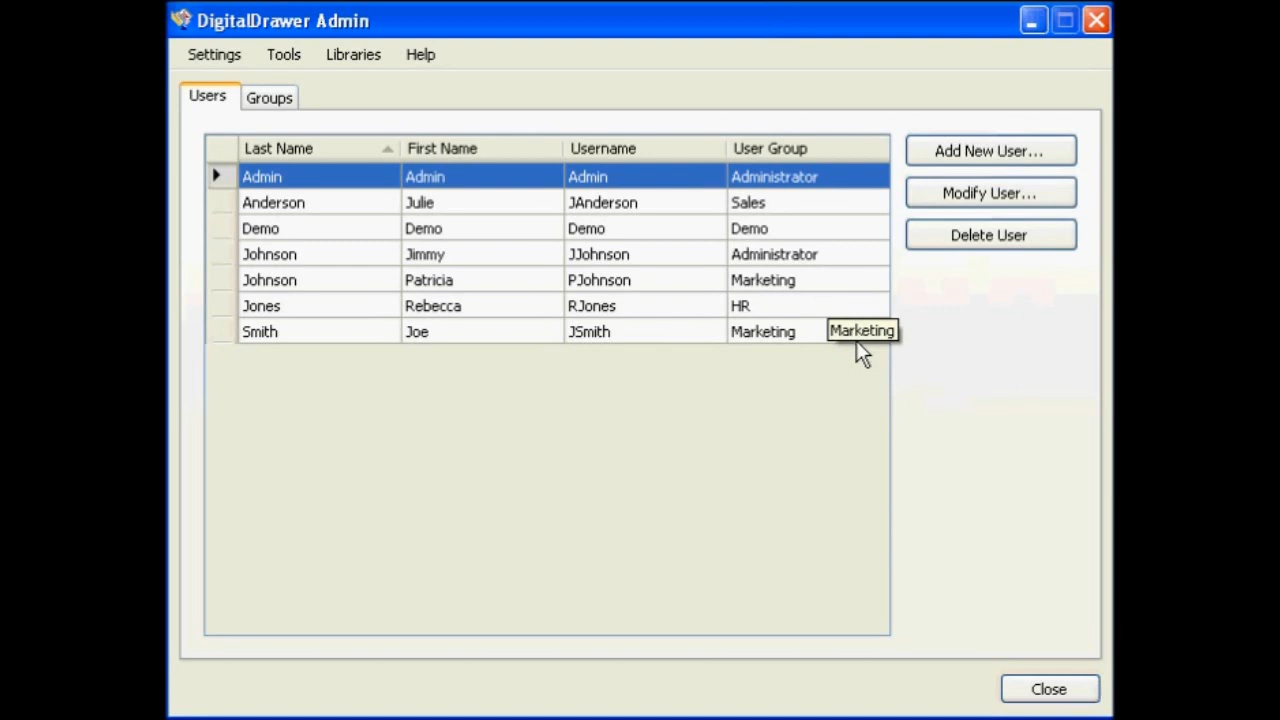 DigitalDrawer Admin
Settings Tools Libraries Help
Users Groups
Last Name First Name Username User Group
Admin Admin Admin Administrator
Anderson Julie JAnderson Sales
Demo Demo Demo Demo
Johnson Jimmy JJohnson Administrator
Johnson Patricia PJohnson Marketing
Jones Rebecca RJones HR
Smith Joe JSmith Marketing
Marketing
Add New User...
Modify User...
Delete User
Close